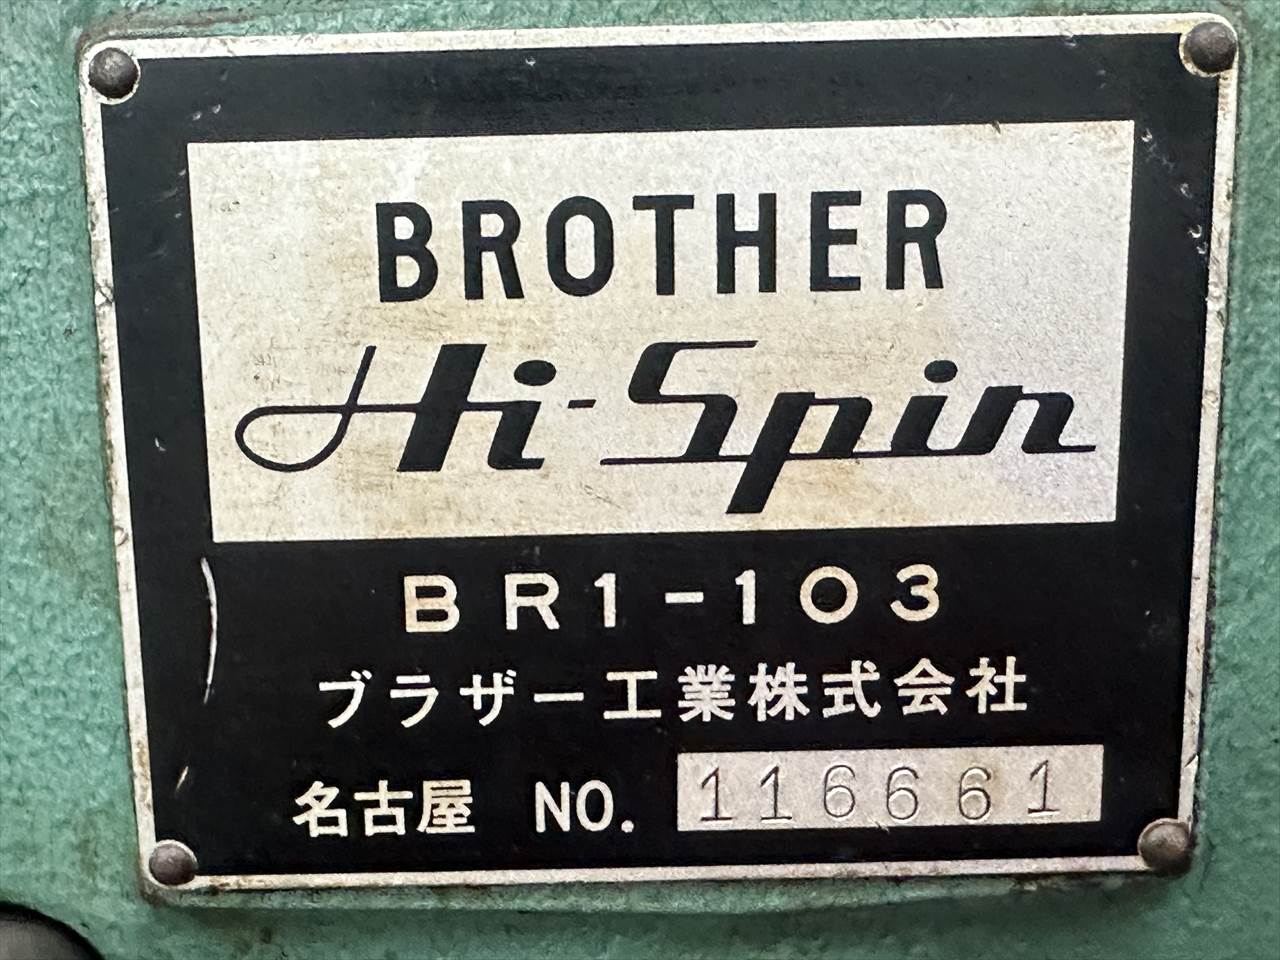 BROTHER
Hi-Spin
BR1-103
ブラザー工業株式会社
名古屋 NO. 116661